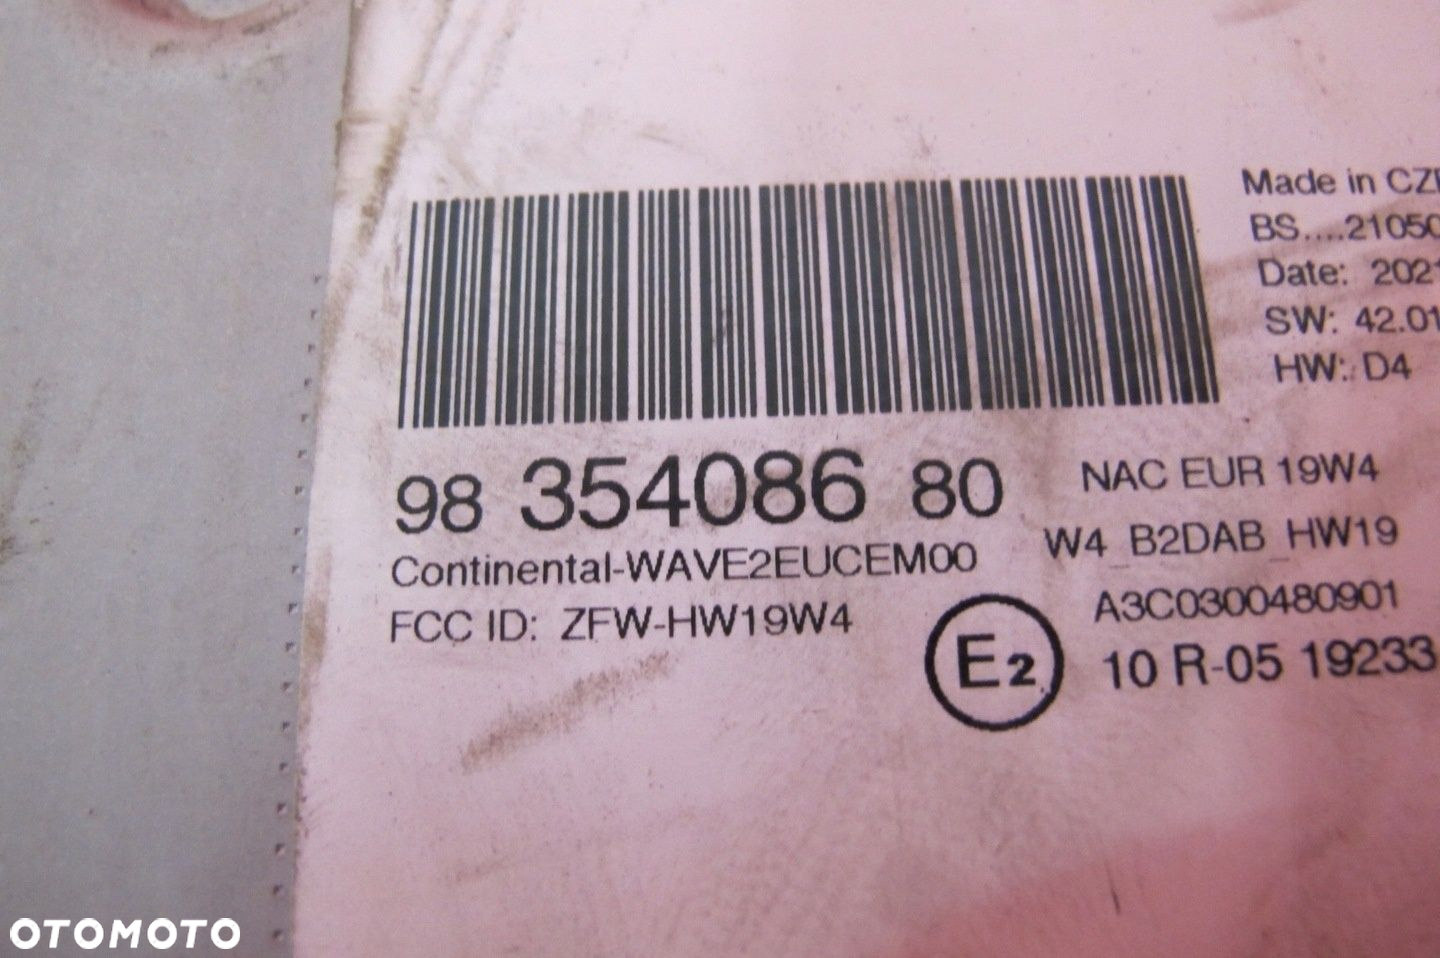 Made in CZ
BS....2105
Date: 202
SW: 42.01
HW: D4
98 354086 80
NAC EUR 19W4
Continental-WAVE2EUCEM00
W4_B2DAB_HW19
FCC ID: ZFW-HW19W4
A3C0300480901
E2
10 R-05 19233
OTOMOTO